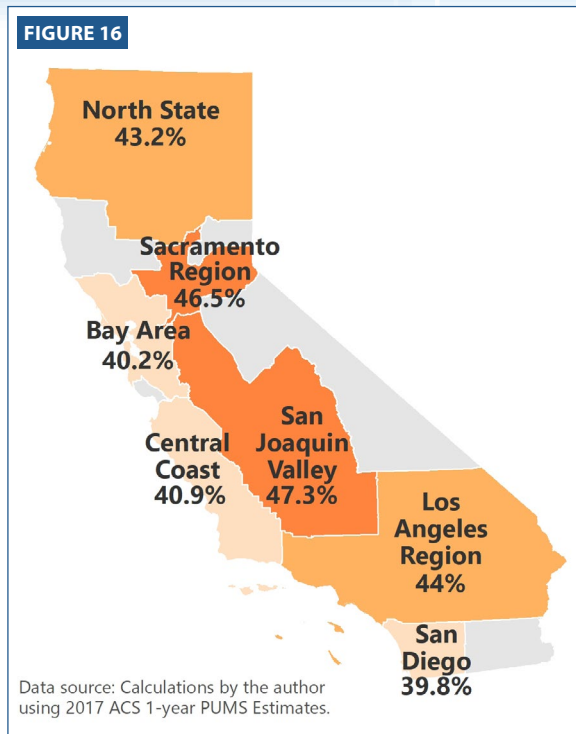 FIGURE 16
North State
43.2%
Sacramento
Region
46.5%
Bay Area
40.2%
Central
Coast
40.9%
San
Joaquin
Valley
47.3%
Los
Angeles
Region
44%
San
Diego
39.8%
Data source: Calculations by the author
using 2017 ACS 1-year PUMS Estimates.